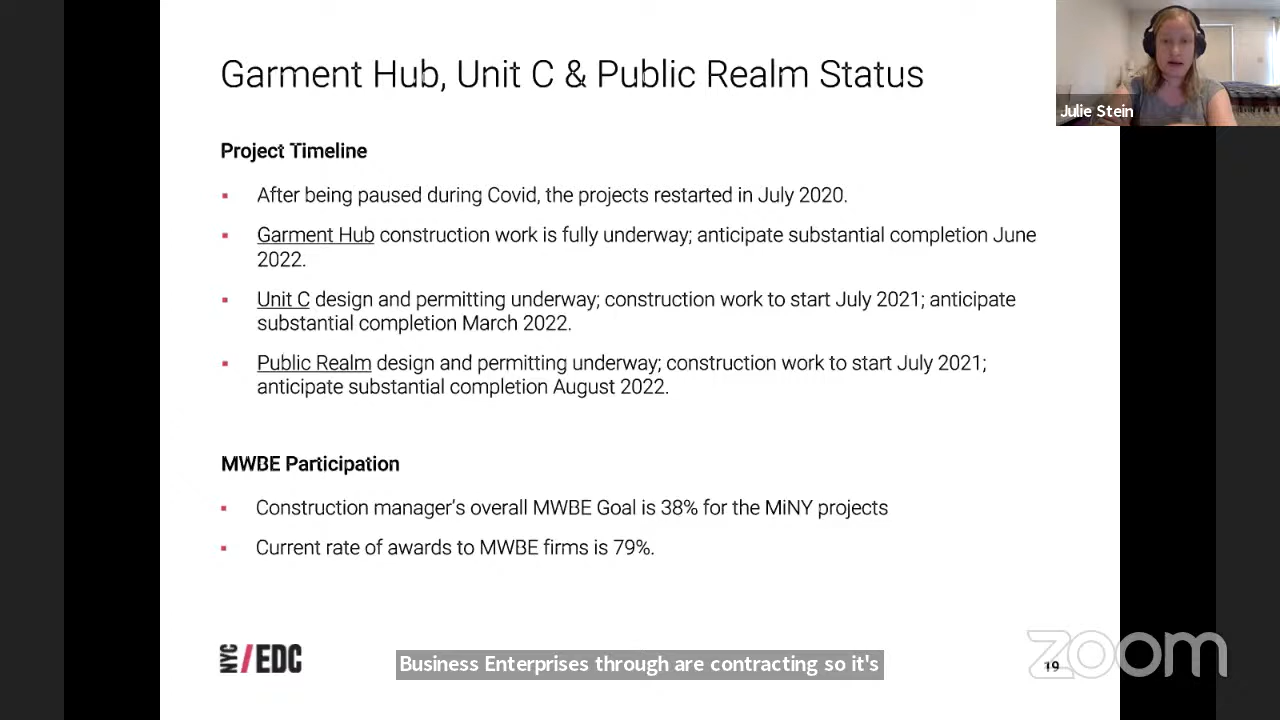 Garment Hub, Unit C & Public Realm Status
Julie Stein
Project Timeline
After being paused during Covid, the projects restarted in July 2020.
Garment Hub construction work is fully underway; anticipate substantial completion June
2022.
Unit C design and permitting underway; construction work to start July 2021; anticipate
substantial completion March 2022.
Public Realm design and permitting underway; construction work to start July 2021;
anticipate substantial completion August 2022.
MWBE Participation
Construction manager's overall MWBE Goal is 38% for the MiNY projects
Current rate of awards to MWBE firms is 79%.
NYC/EDC
Business Enterprises through are contracting so it's
19
zoom